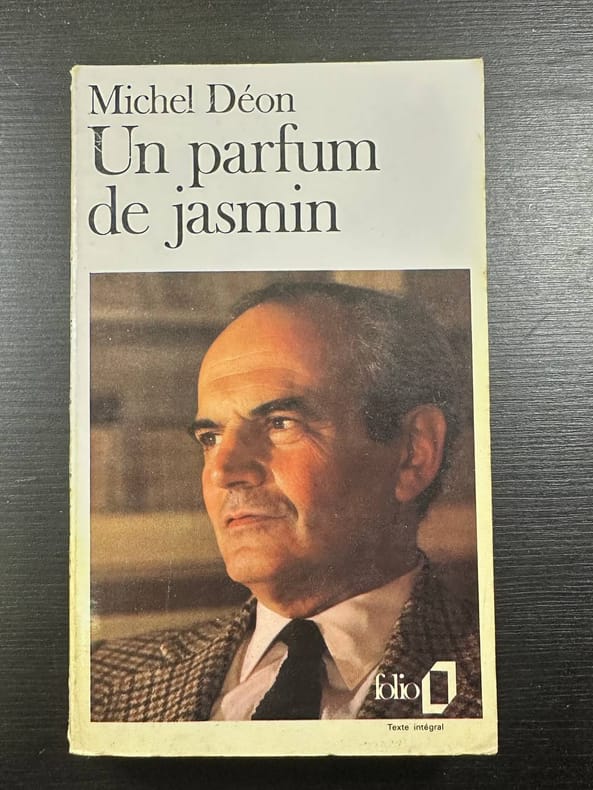 Michel Déon
Un parfum
de jasmin
folio
Texte intégral